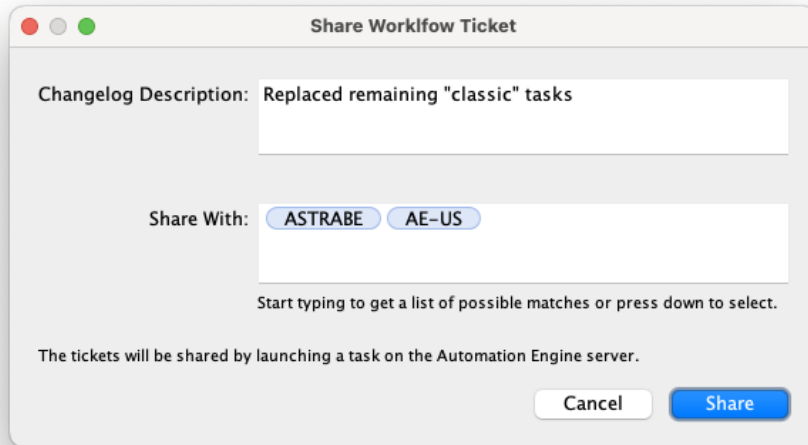 Share Worklfow Ticket
Changelog Description: Replaced remaining "classic" tasks
Share With: ASTRABE AE-US
Start typing to get a list of possible matches or press down to select.
The tickets will be shared by launching a task on the Automation Engine server.
Cancel Share